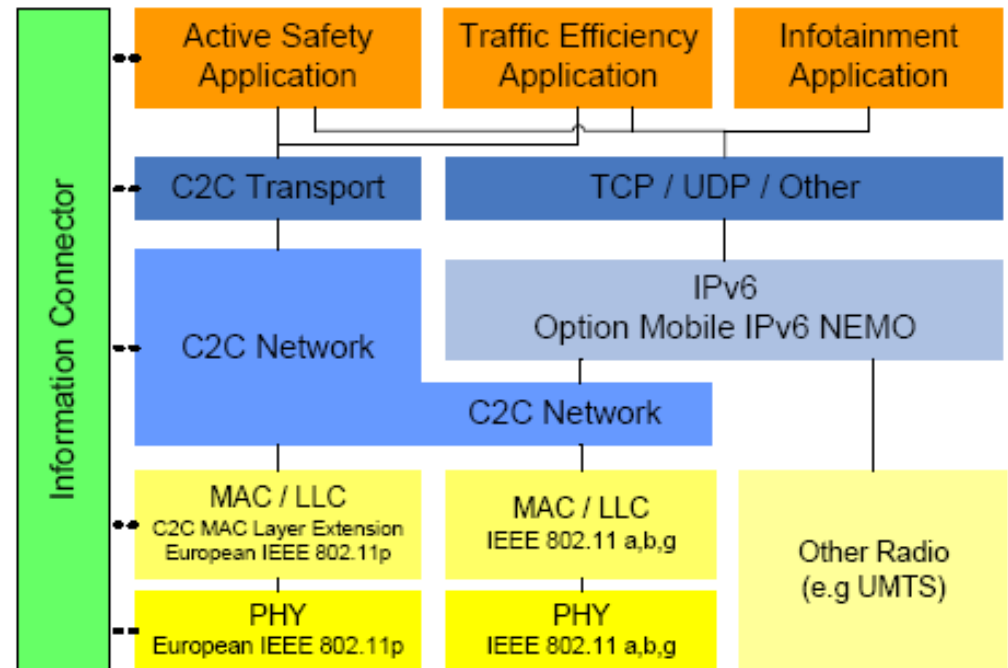 Information Connector
Active Safety
Application
Traffic Efficiency
Application
Infotainment
Application
C2C Transport
TCP / UDP / Other
C2C Network
IPv6
Option Mobile IPv6 NEMO
C2C Network
MAC / LLC
C2C MAC Layer Extension
European IEEE 802.11p
MAC / LLC
IEEE 802.11 a,b,g
Other Radio
(e.g UMTS)
PHY
European IEEE 802.11p
PHY
IEEE 802.11 a,b,g